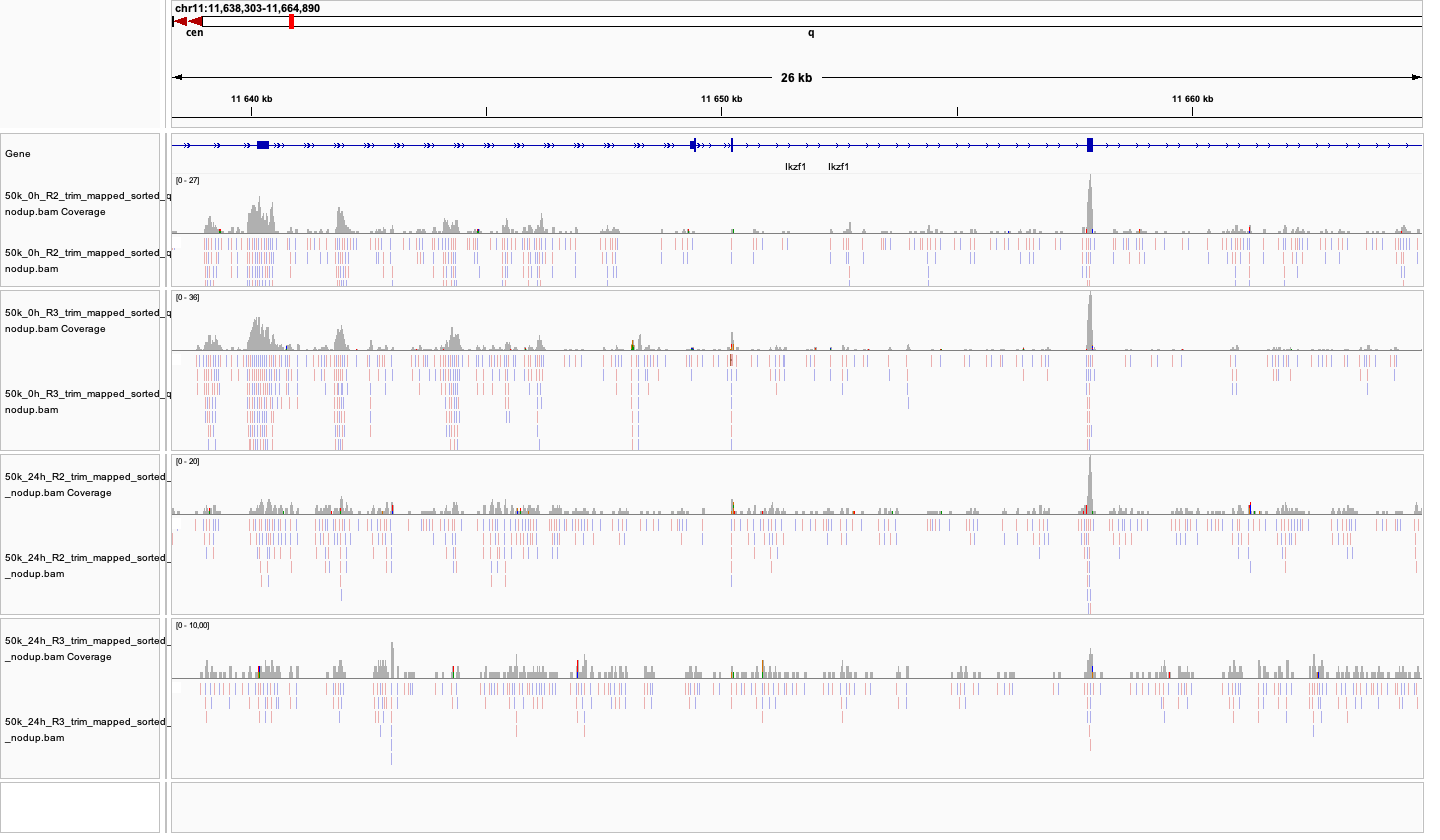 chr11:11,638,303-11,664,890
cen
q
26 kb
11 640 kb
11 650 kb
11 660 kb
Gene
Ikzf1
Ikzf1
[0 - 27]
50k_0h_R2_trim_mapped_sorted_q
nodup.bam Coverage
50k_0h_R2_trim_mapped_sorted_q
nodup.bam
[0 - 36]
50k_0h_R3_trim_mapped_sorted_q
nodup.bam Coverage
50k_0h_R3_trim_mapped_sorted_q
nodup.bam
[0 - 20]
50k_24h_R2_trim_mapped_sorted_
_nodup.bam Coverage
50k_24h_R2_trim_mapped_sorted_
_nodup.bam
[0 - 10,00]
50k_24h_R3_trim_mapped_sorted_
_nodup.bam Coverage
50k_24h_R3_trim_mapped_sorted_
_nodup.bam